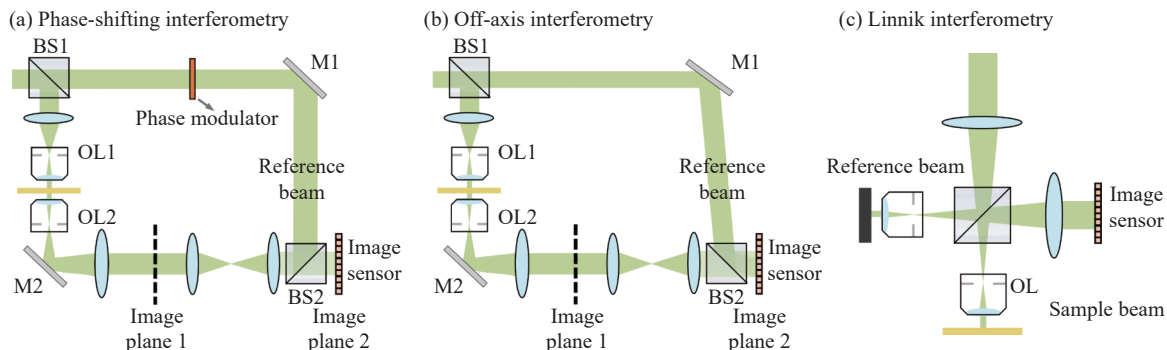 (a) Phase-shifting interferometry
BS1
M1
Phase modulator
OL1
Reference
beam
OL2
M2
Image
sensor
BS2
Image
plane 1
Image
plane 2
(b) Off-axis interferometry
BS1
M1
OL1
Reference
beam
OL2
M2
Image
sensor
BS2
Image
plane 1
Image
plane 2
(c) Linnik interferometry
Reference beam
Image
sensor
OL
Sample beam